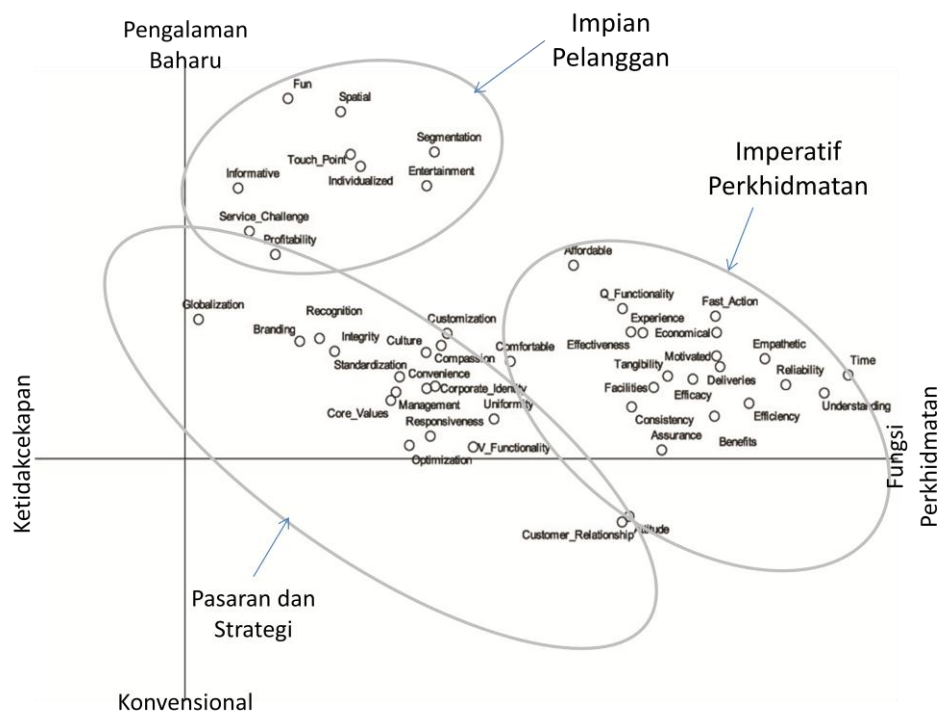 Pengalaman
Baharu
Impian
Pelanggan
Fun
Spatial
Segmentation
Touch_Point
Individualized
Entertainment
Informative
Service_Challenge
Profitability
Imperatif
Perkhidmatan
Affordable
Globalization
Recognition
Branding
Integrity
Culture
Customization
Compassion
Comfortable
Standardization
Convenience
Corporate_Identity
Core_Values
Management
Uniformity
Responsiveness
Optimization
V_Functionality
Q_Functionality
Experience
Fast_Action
Effectiveness
Economical
Tangibility
Motivated
Empathetic
Time
Facilities
Deliveries
Reliability
Efficacy
Understanding
Consistency
Efficiency
Assurance
Benefits
Ketidakcekapan
Fungsi
Perkhidmatan
Customer_Relationship
Pasaran dan
Strategi
Konvensional